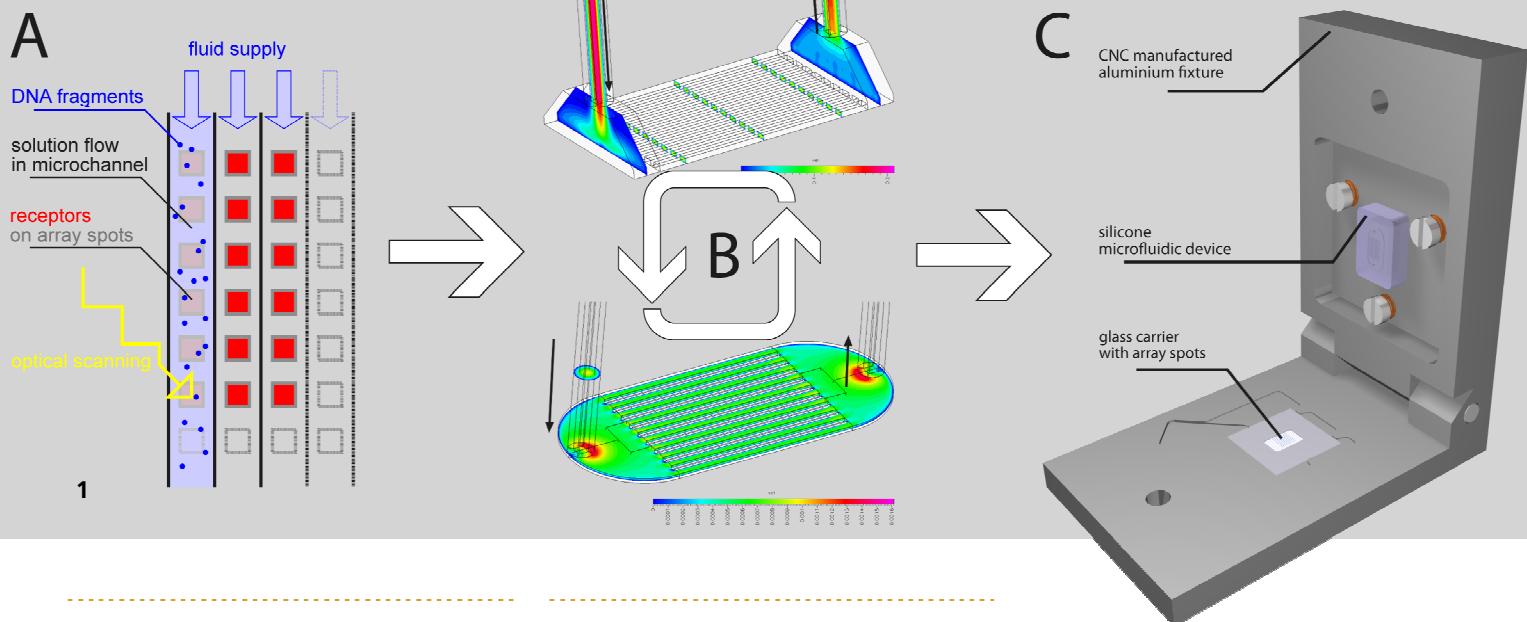 A
fluid supply
DNA fragments
solution flow
in microchannel
receptors
on array spots
optical scanning
1
B
C
CNC manufactured
aluminium fixture
silicone
microfluidic device
glass carrier
with array spots